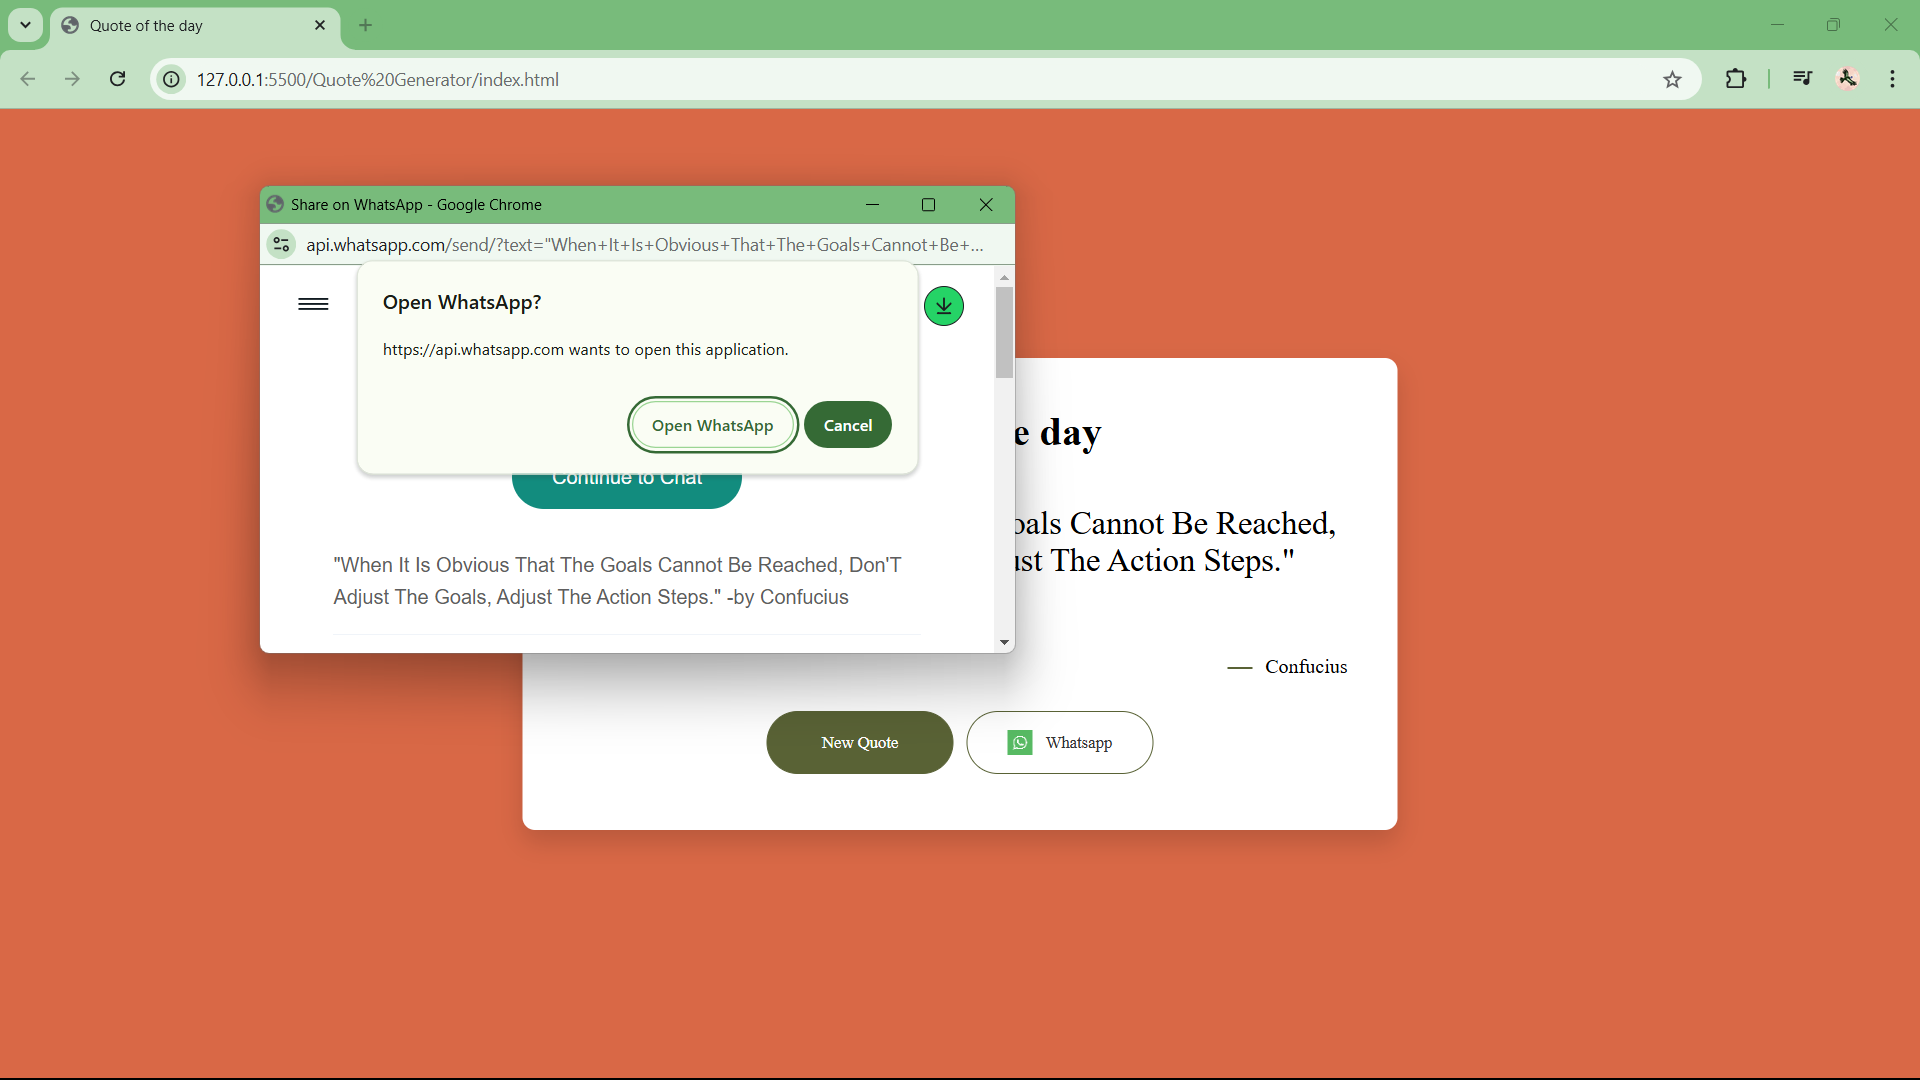 Quote of the day
127.0.0.1:5500/Quote%20Generator/index.html
Share on WhatsApp - Google Chrome
api.whatsapp.com/send/?text="When+It+Is+Obvious+That+The+Goals+Cannot+Be+...
Open WhatsApp?
https://api.whatsapp.com wants to open this application.
Open WhatsApp
Cancel
Continue to Chat
"When It Is Obvious That The Goals Cannot Be Reached, Don'T
Adjust The Goals, Adjust The Action Steps." -by Confucius
e day
oals Cannot Be Reached,
ust The Action Steps."
— Confucius
New Quote
Whatsapp